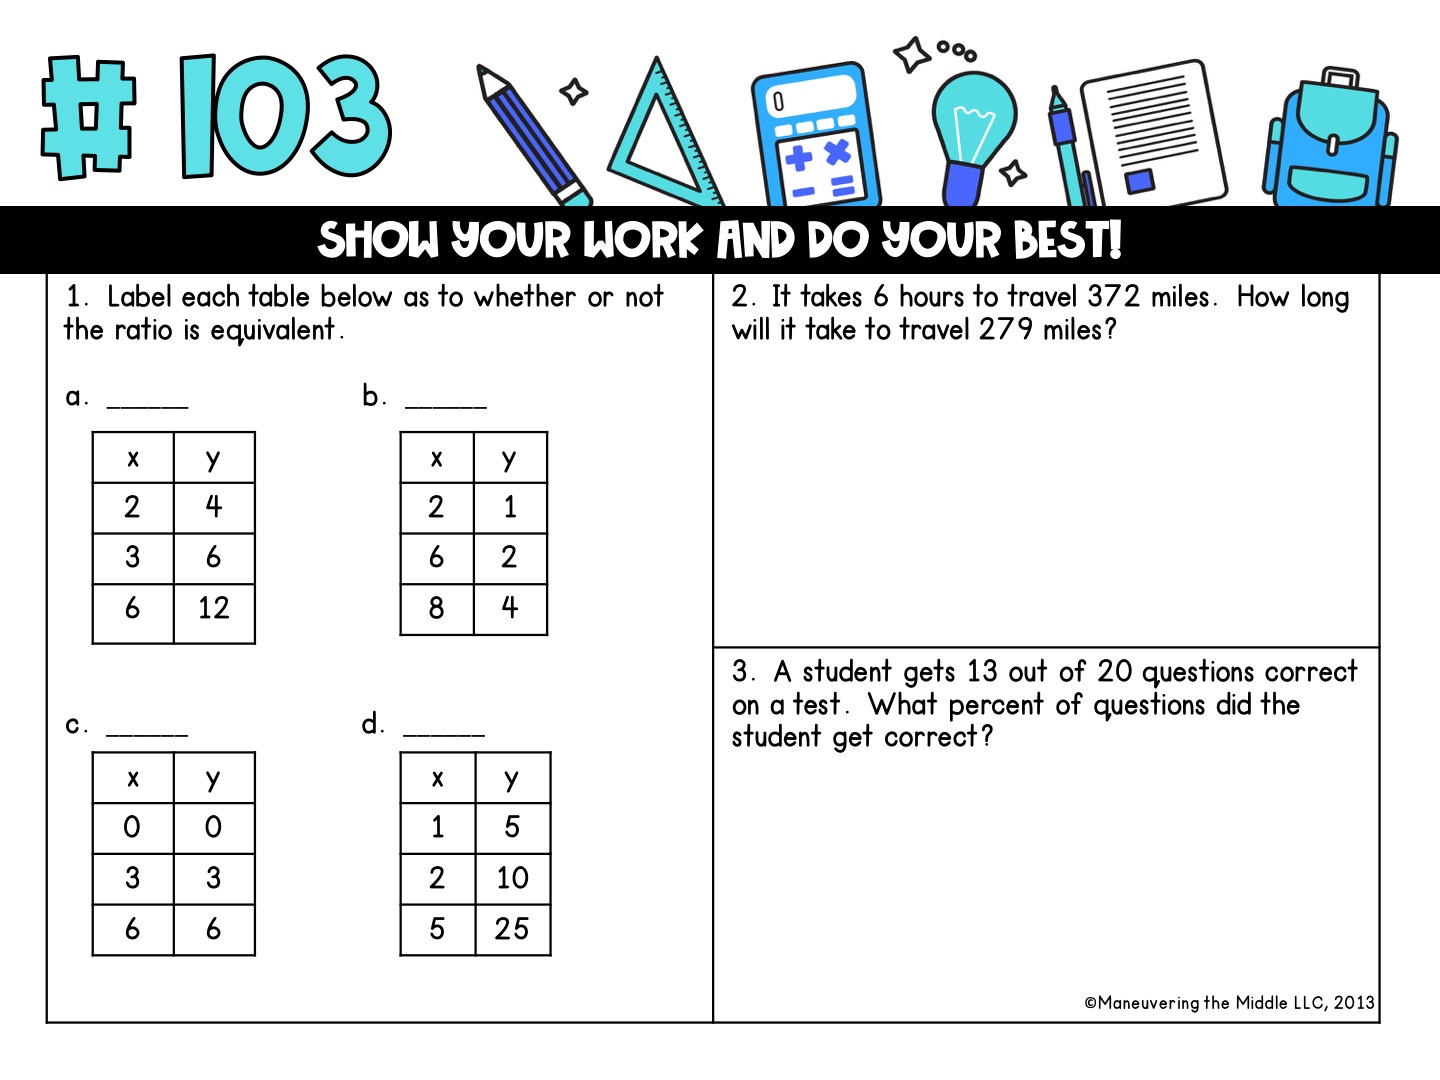 # 103
SHOW YOUR WORK AND DO YOUR BEST!
1. Label each table below as to whether or not
the ratio is equivalent.
a. ______
x y
2 4
3 6
6 12
b. ______
x y
2 1
6 2
8 4
c. ______
x y
0 0
3 3
6 6
d. ______
x y
1 5
2 10
5 25
2. It takes 6 hours to travel 372 miles. How long
will it take to travel 279 miles?
3. A student gets 13 out of 20 questions correct
on a test. What percent of questions did the
student get correct?
©Maneuvering the Middle LLC, 2013
0